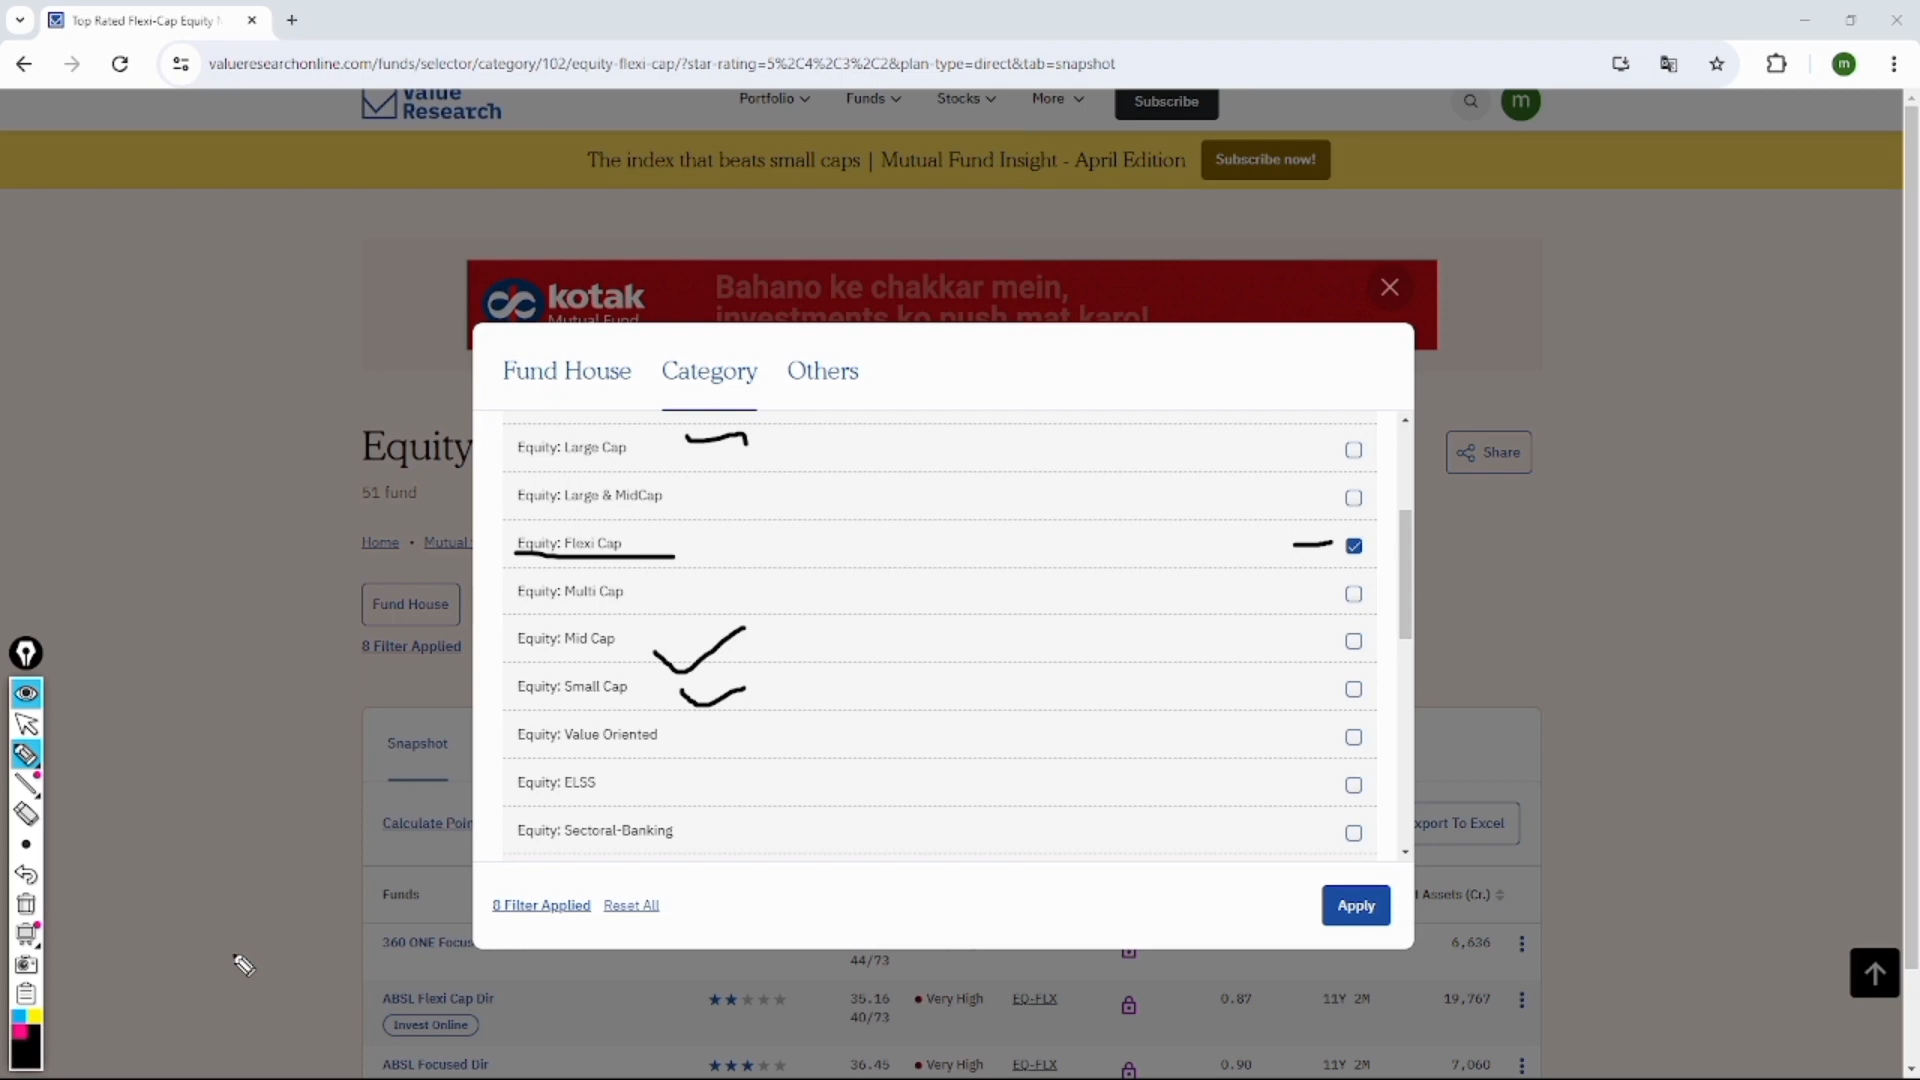 Top Rated Flexi-Cap Equity
valueresearchonline.com/funds/selector/category/102/equity-flexi-cap/?star-rating=5%2C4%2C3%2C2&plan-type=direct&tab=snapshot
m
Value
Research
Portfolio
Funds
Stocks
More
Subscribe
m
The index that beats small caps | Mutual Fund Insight - April Edition
Subscribe now!
kotak
Mutual Fund
Bahano ke chakkar mein,
investments ko push mat karo!
Fund House
Category
Others
Equity
51 fund
Share
Home • Mutual
Fund House
8 Filter Applied
Equity: Large Cap
Equity: Large & MidCap
Equity: Flexi Cap
Equity: Multi Cap
Equity: Mid Cap
Equity: Small Cap
Equity: Value Oriented
Equity: ELSS
Equity: Sectoral-Banking
8 Filter Applied
Reset All
Apply
Snapshot
Calculate Poin
xport To Excel
Funds
Assets (Cr.)
360 ONE Focus
44/73
6,636
ABSL Flexi Cap Dir
35.16
Very High
EQ-FLX
0.87
11Y 2M
19,767
Invest Online
40/73
ABSL Focused Dir
36.45
Very High
EQ-FLX
0.90
11Y 2M
7,060